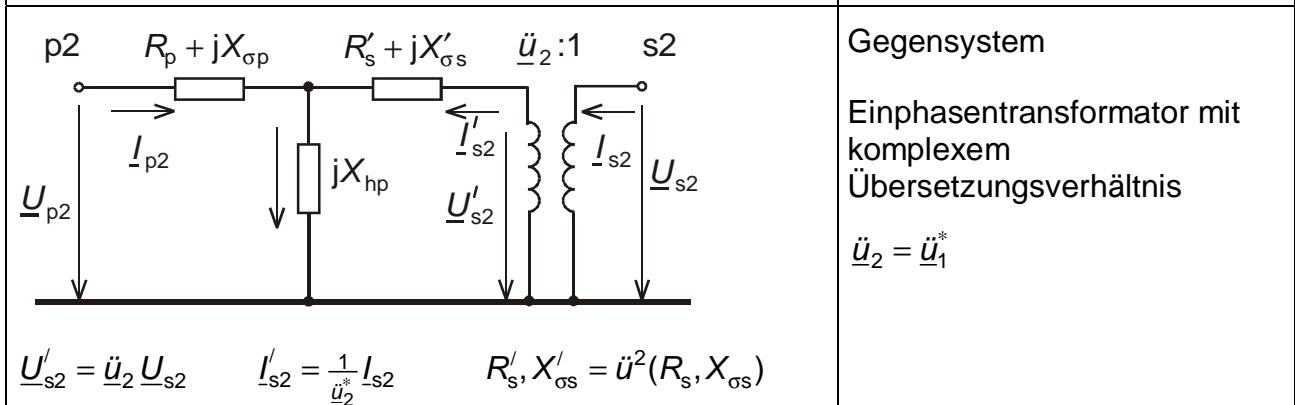 p2 R_p + jX_σp R′_s + jX′_σs ü_2:1 s2
I_p2 I′_s2 I_s2
jX_hp
U_p2 U′_s2 U_s2
U′_s2 = ü_2 U_s2 I′_s2 = 1/ü*_2 I_s2 R′_s, X′_σs = ü²(R_s, X_σs)
Gegensystem
Einphasentransformator mit
komplexem
Übersetzungsverhältnis
ü_2 = ü*_1